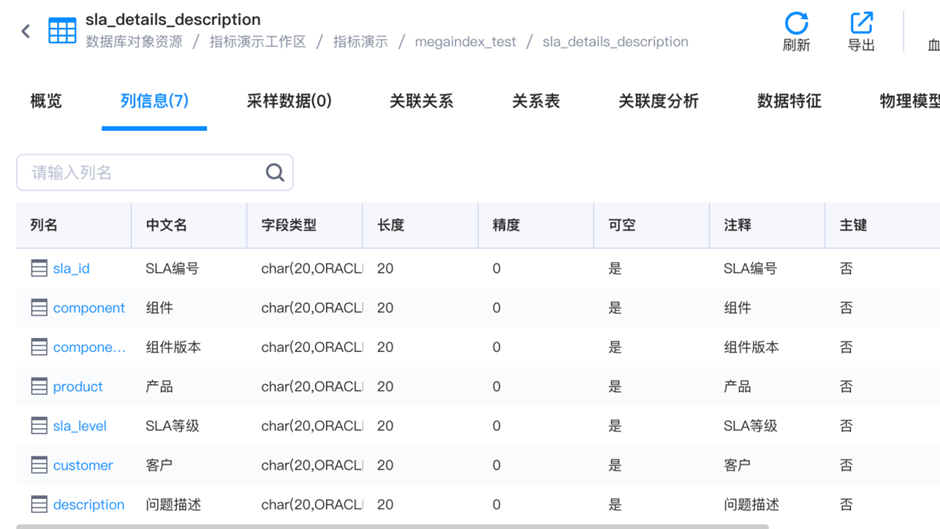 sla_details_description
数据库对象资源 / 指标演示工作区 / 指标演示 / megaindex_test / sla_details_description
刷新 导出
概览 列信息(7) 采样数据(0) 关联关系 关系表 关联度分析 数据特征 物理模型
请输入列名
列名 中文名 字段类型 长度 精度 可空 注释 主键
sla_id SLA编号 char(20,ORACL 20 0 是 SLA编号 否
component 组件 char(20,ORACL 20 0 是 组件 否
compone... 组件版本 char(20,ORACL 20 0 是 组件版本 否
product 产品 char(20,ORACL 20 0 是 产品 否
sla_level SLA等级 char(20,ORACL 20 0 是 SLA等级 否
customer 客户 char(20,ORACL 20 0 是 客户 否
description 问题描述 char(20,ORACL 20 0 是 问题描述 否